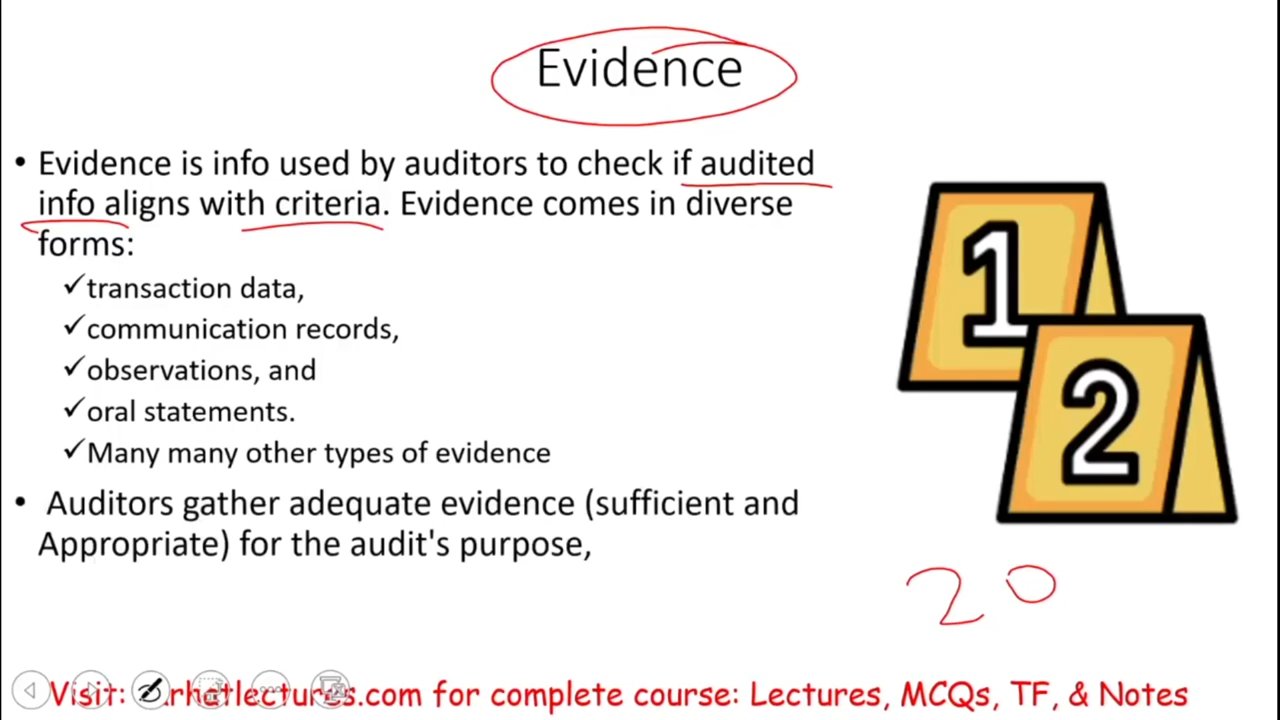 Evidence
• Evidence is info used by auditors to check if audited
info aligns with criteria. Evidence comes in diverse
forms:
✓transaction data,
✓communication records,
✓observations, and
✓oral statements.
✓Many many other types of evidence
• Auditors gather adequate evidence (sufficient and
Appropriate) for the audit's purpose,
1
2
20
Visit: for complete course: Lectures, MCQs, TF, & Notes